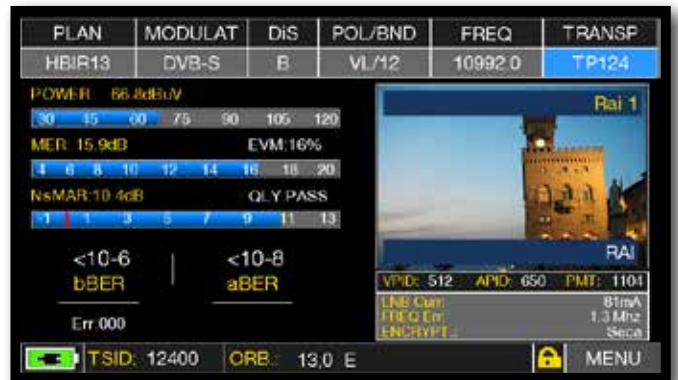 PLAN MODULAT DiS POL/BND FREQ TRANSP
HBIR13 DVB-S B VL/12 10992.0 TP124
POWER: 66.8dBuV
30 45 60 75 90 105 120
MER: 15.9dB EVM:16%
4 6 8 10 12 14 16 18 20
NsMAR:10.4dB QLY:PASS
-1 1 3 5 7 9 11 13
<10-6 <10-8
bBER aBER
Err:000
Rai 1
RAI
VPID: 512 APID: 650 PMT: 1104
LNB Curr: 81mA
FREQ Err: 1.3 Mhz
ENCRYPT.: Seca
TSID: 12400 ORB.: 13,0 E MENU